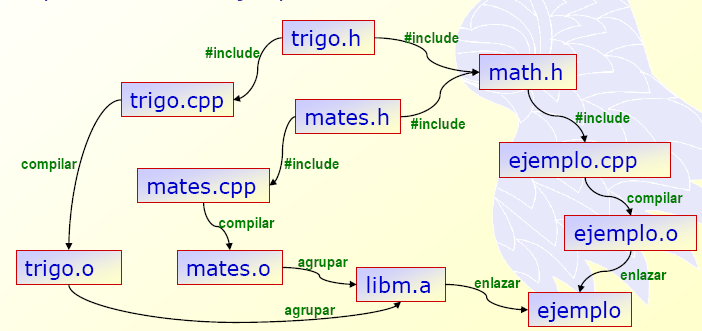 trigo.h
#include
#include
math.h
trigo.cpp
mates.h
#include
#include
compilar
#include
ejemplo.cpp
mates.cpp
compilar
compilar
ejemplo.o
trigo.o
mates.o
agrupar
libm.a
enlazar
enlazar
agrupar
ejemplo